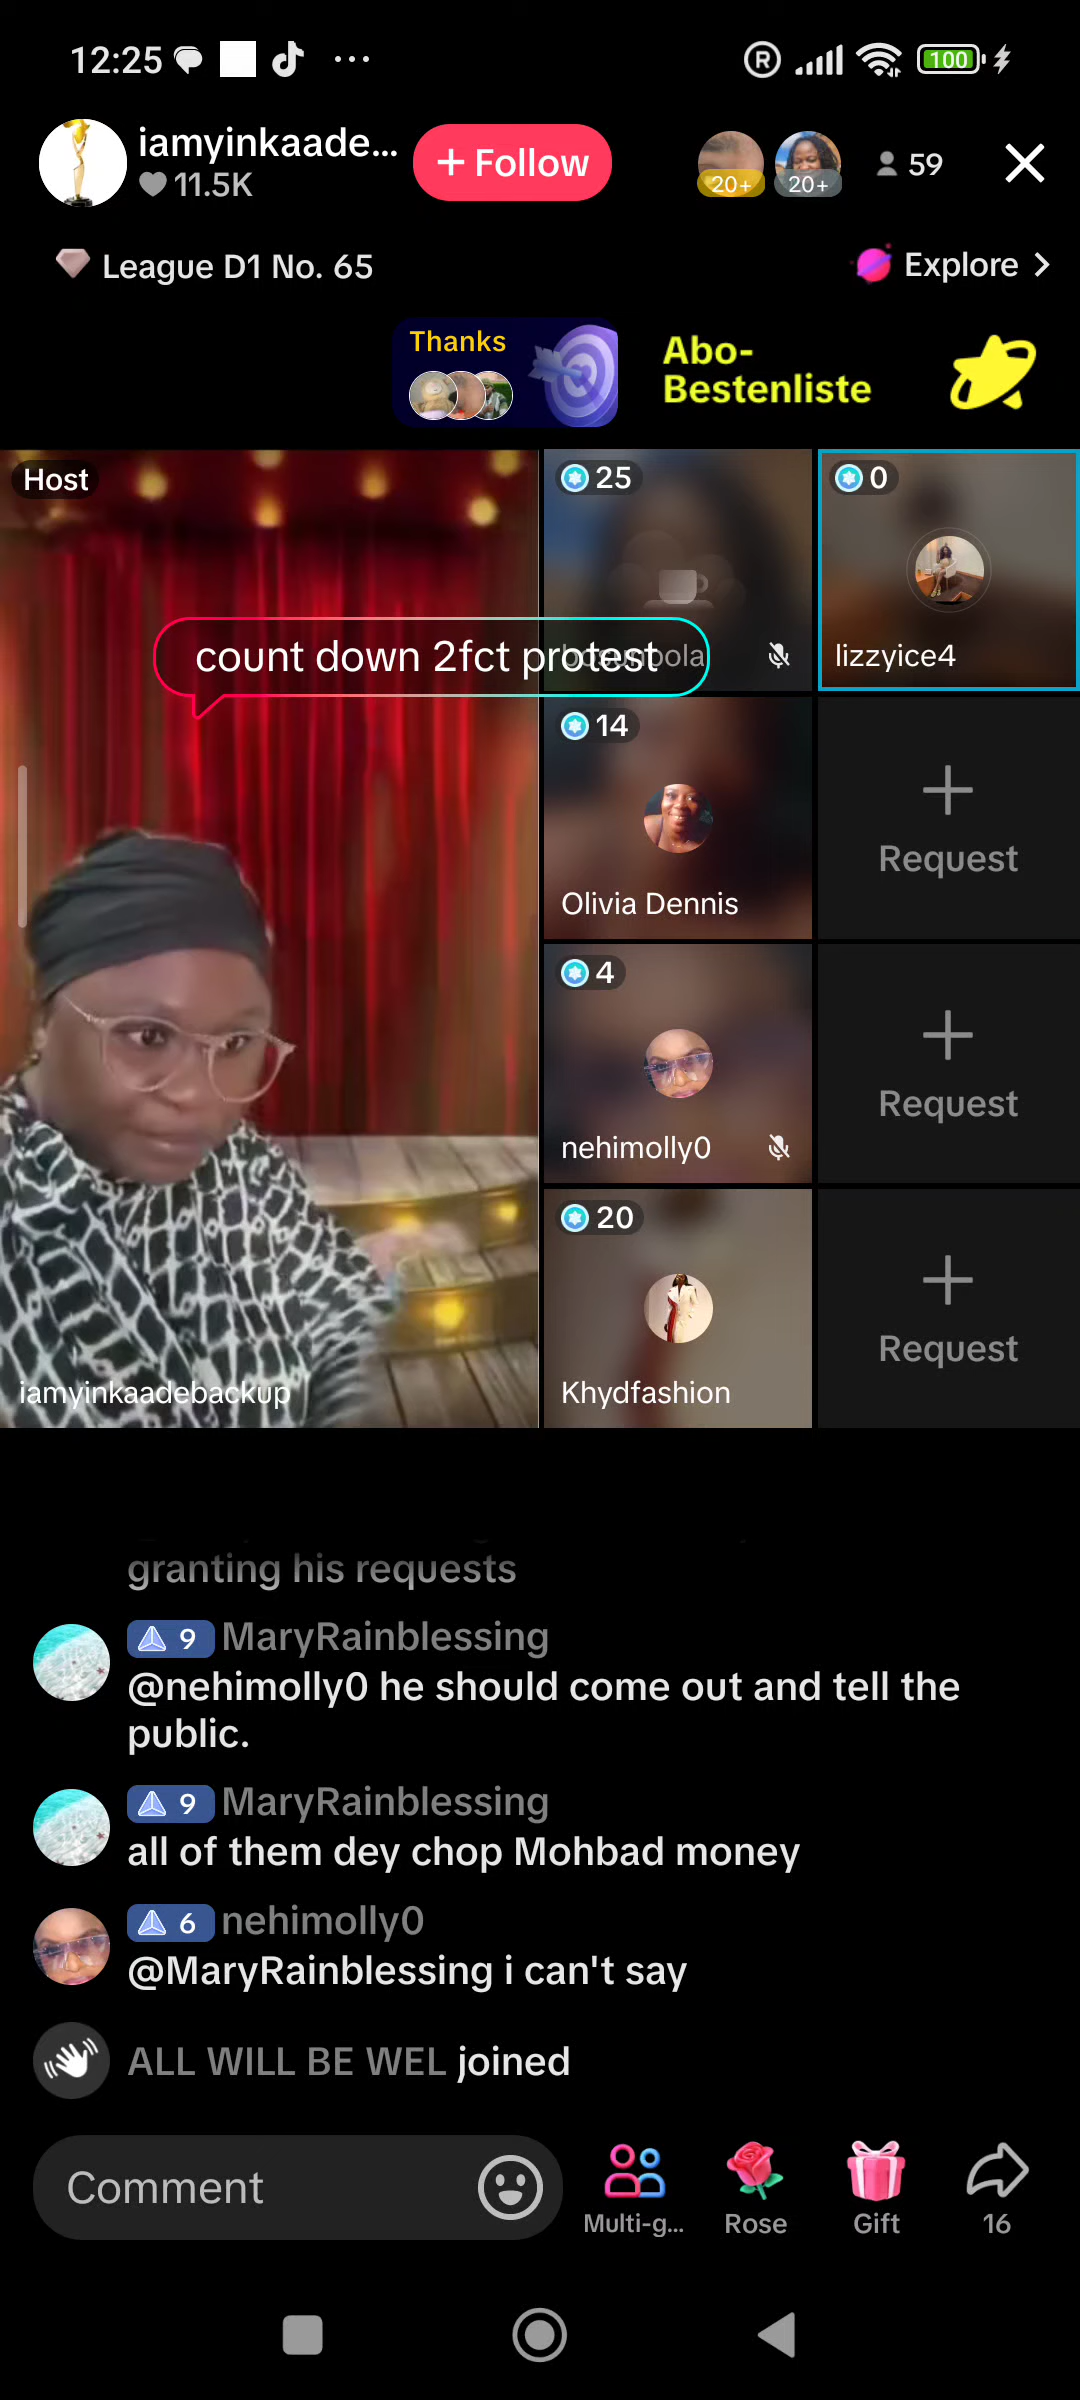 12:25
R
100
iamyinkaade...
11.5K
+ Follow
20+
20+
59
League D1 No. 65
Explore >
Thanks
Abo-
Bestenliste
Host
25
0
count down 2fct protest
lizzyice4
14
Olivia Dennis
Request
4
nehimolly0
Request
20
Khydfashion
Request
iamyinkaadebackup
granting his requests
9 MaryRainblessing
@nehimolly0 he should come out and tell the
public.
9 MaryRainblessing
all of them dey chop Mohbad money
6 nehimolly0
@MaryRainblessing i can't say
ALL WILL BE WEL joined
Comment
Multi-g...
Rose
Gift
16